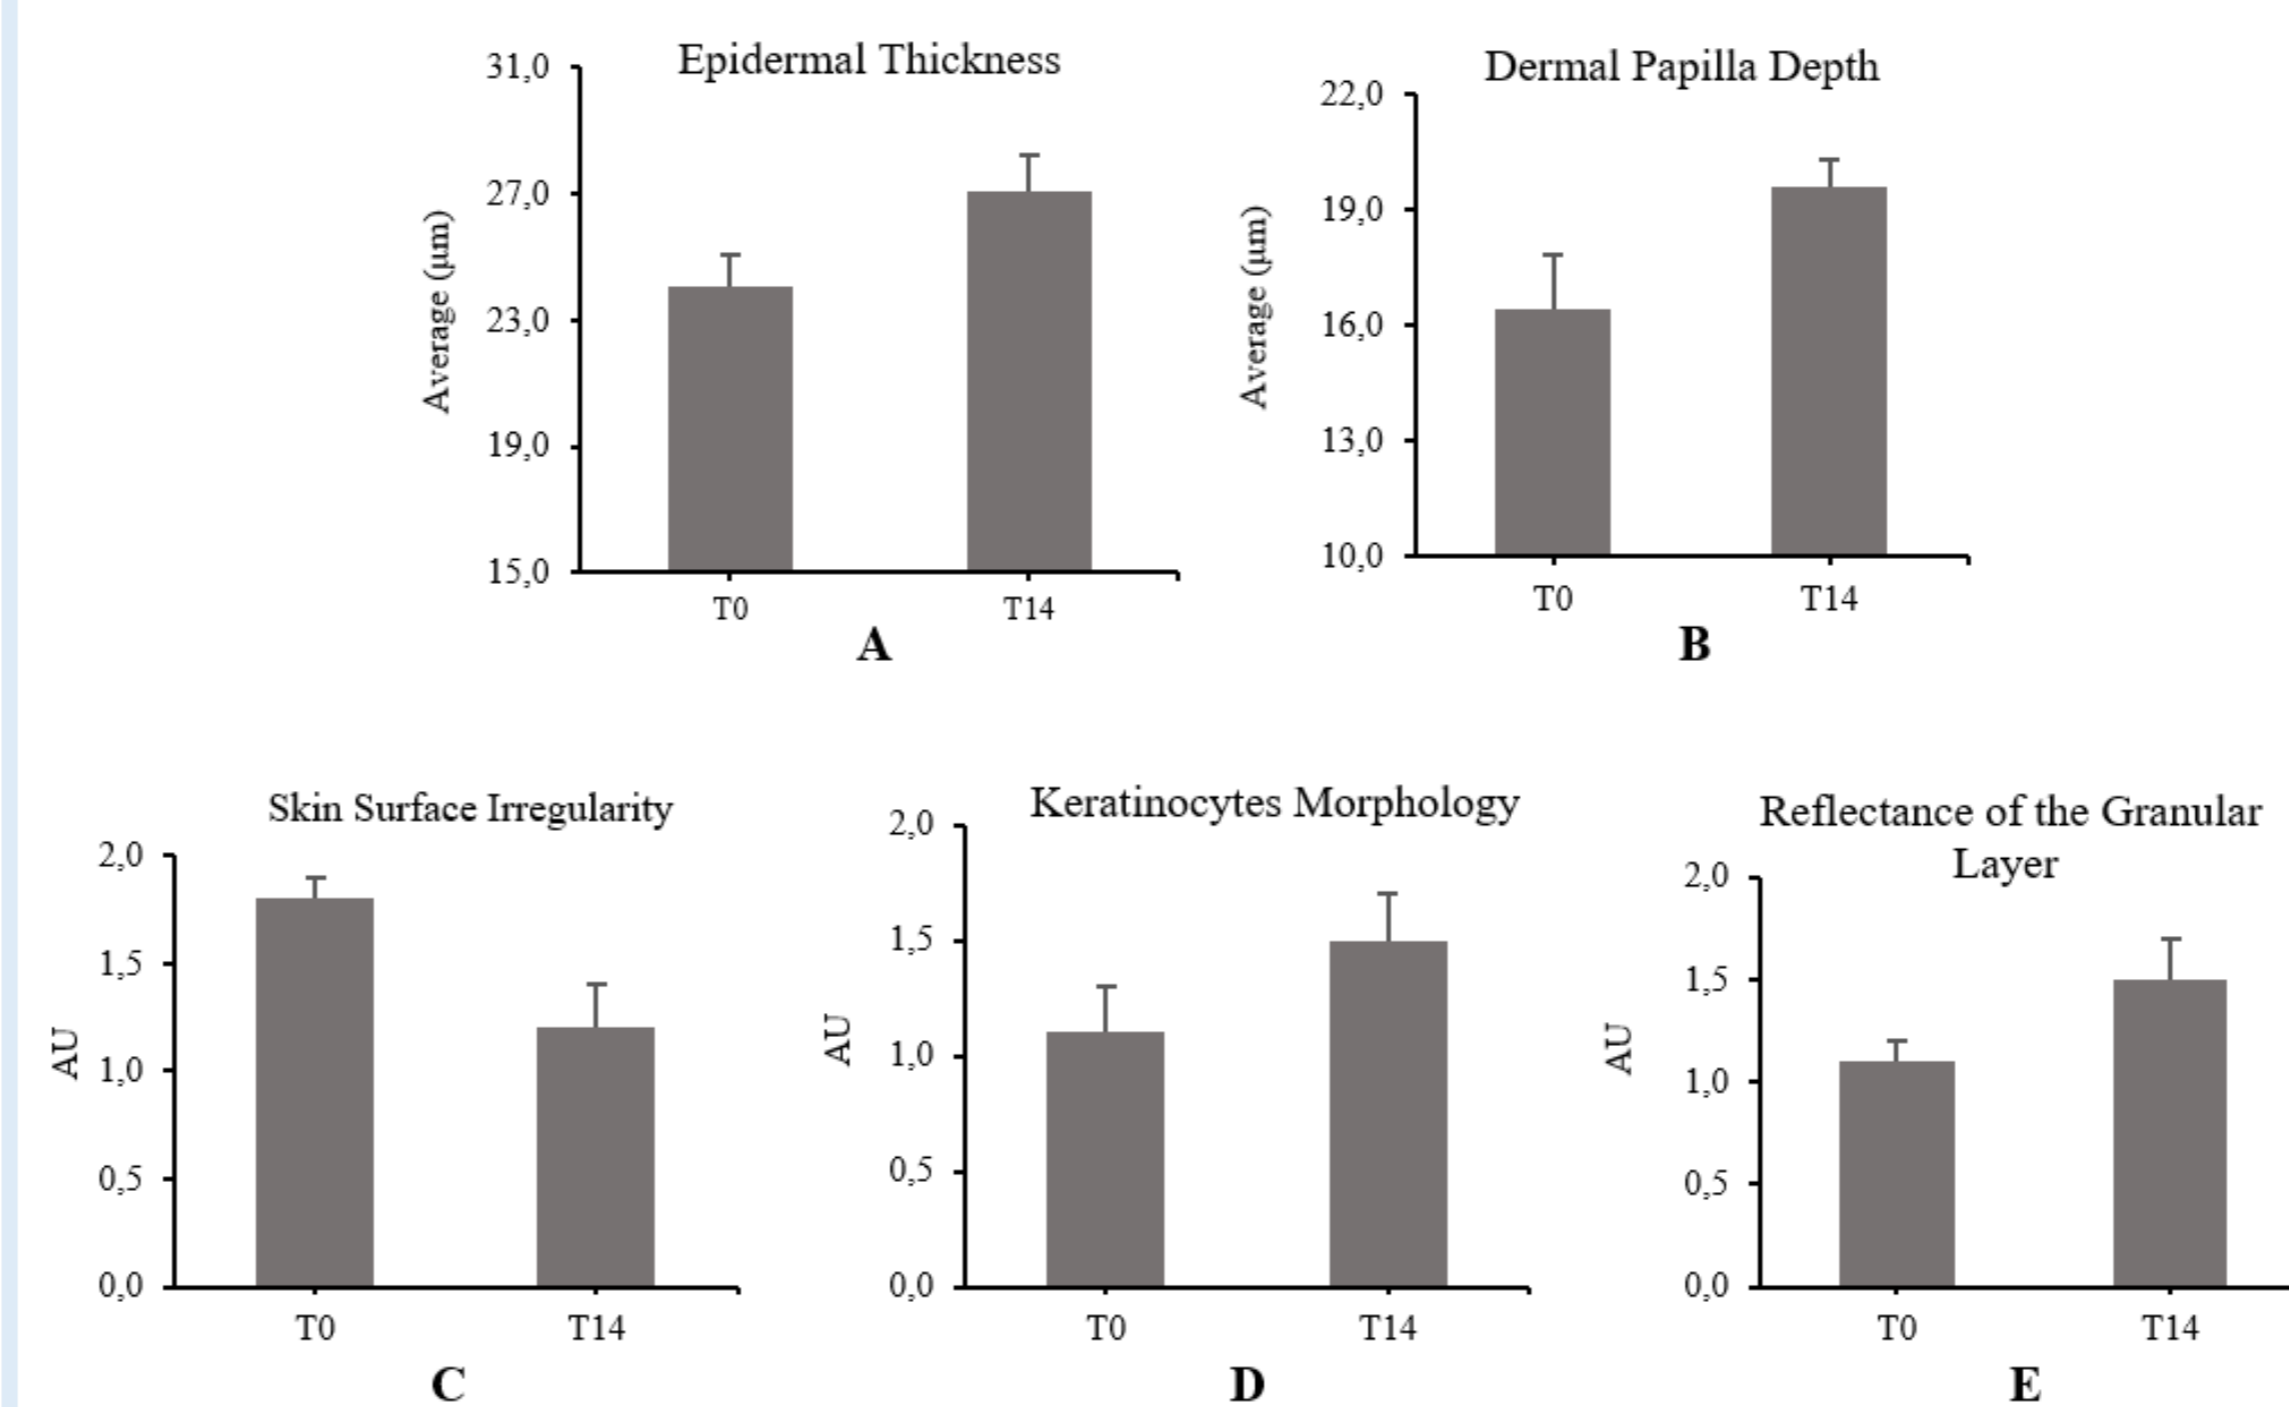 Epidermal Thickness
31,0
27,0
23,0
19,0
15,0
Average (µm)
T0 T14
A
Dermal Papilla Depth
22,0
19,0
16,0
13,0
10,0
Average (µm)
T0 T14
B
Skin Surface Irregularity
2,0
1,5
1,0
0,5
0,0
AU
T0 T14
C
Keratinocytes Morphology
2,0
1,5
1,0
0,5
0,0
AU
T0 T14
D
Reflectance of the Granular
Layer
2,0
1,5
1,0
0,5
0,0
AU
T0 T14
E